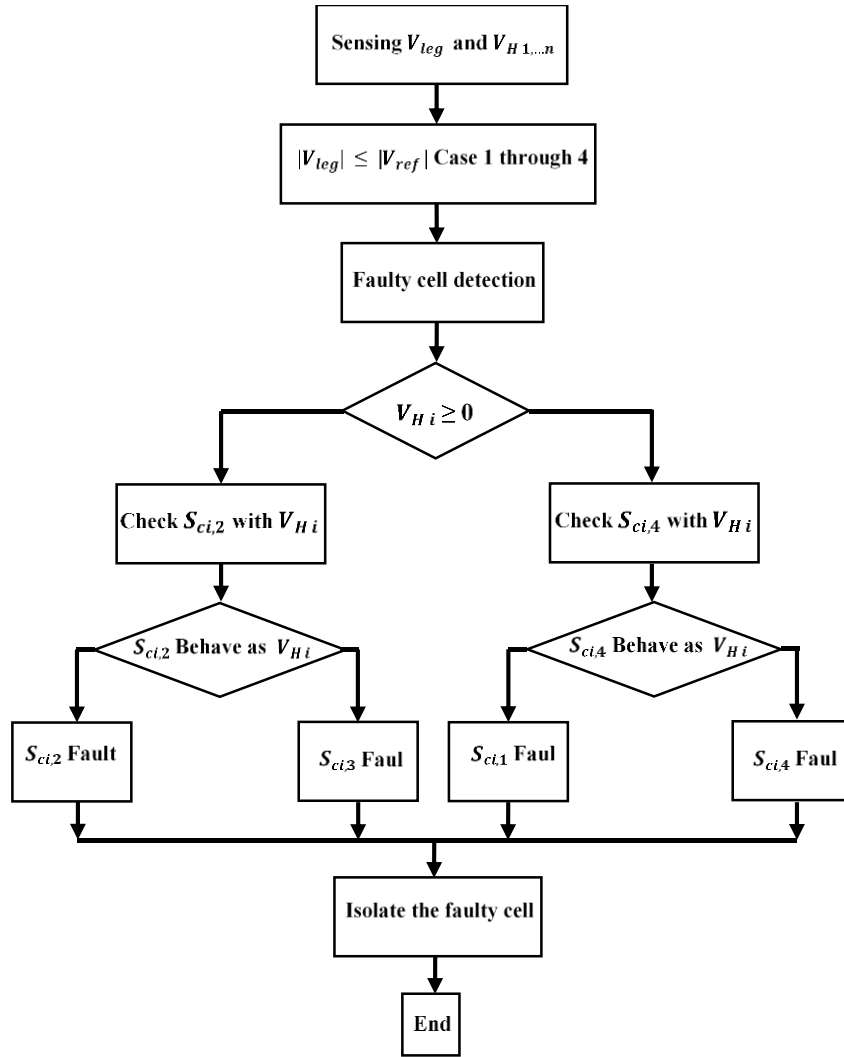 Sensing V_leg and V_H 1,...n
|V_leg| ≤ |V_ref| Case 1 through 4
Faulty cell detection
V_H i ≥ 0
Check S_ci,2 with V_H i
Check S_ci,4 with V_H i
S_ci,2 Behave as V_H i
S_ci,4 Behave as V_H i
S_ci,2 Fault
S_ci,3 Faul
S_ci,1 Faul
S_ci,4 Faul
Isolate the faulty cell
End